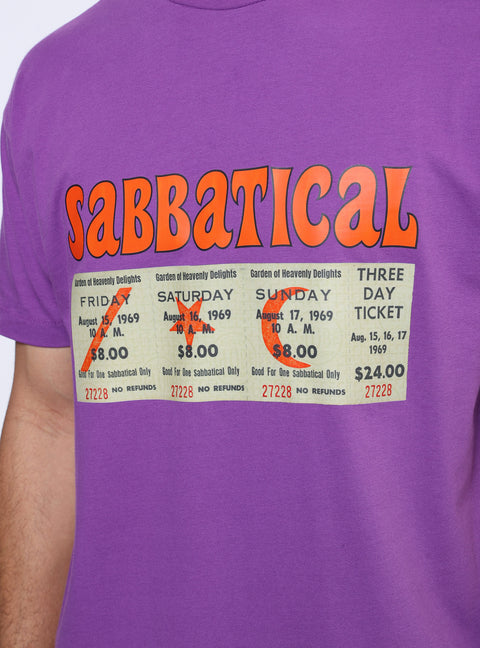 SABBATICAL
Garden of Heavenly Delights
FRIDAY
August 15, 1969
10 A. M.
$8.00
Good For One Sabbatical Only
27228 NO REFUNDS
Garden of Heavenly Delights
SATURDAY
August 16, 1969
10 A. M.
$8.00
Good For One Sabbatical Only
27228 NO REFUNDS
Garden of Heavenly Delights
SUNDAY
August 17, 1969
10 A. M.
$8.00
Good For One Sabbatical Only
27228 NO REFUNDS
THREE
DAY
TICKET
Aug. 15, 16, 17
1969
$24.00
27228